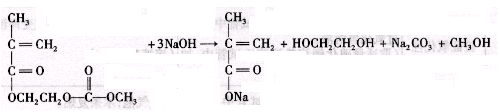 CH₃ CH₃
C=CH₂ +3NaOH → C=CH₂ + HOCH₂CH₂OH + Na₂CO₃ + CH₃OH
C=O O C=O
OCH₂CH₂O—C—OCH₃ ONa